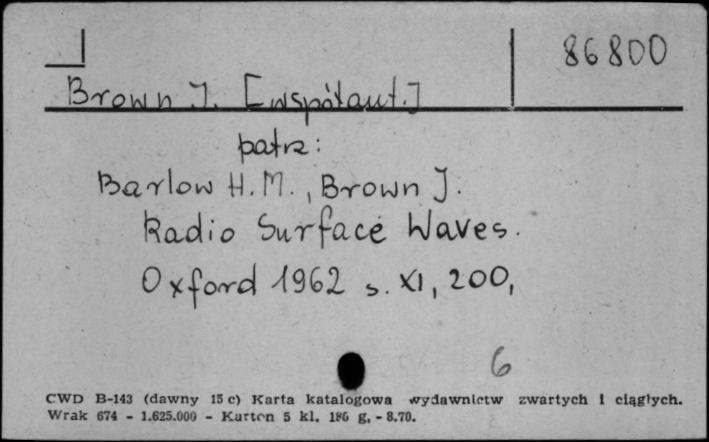 86800
Brown J. [współaut.]
patrz:
Barlow H.M., Brown J.
Radio Surface Waves.
Oxford 1962 s. XI, 200,
6
CWD B-143 (dawny 15 c) Karta katalogowa wydawnictw zwartych i ciągłych.
Wrak 674 - 1.625.000 - Karton 5 kl. 180 g. - 8.70.